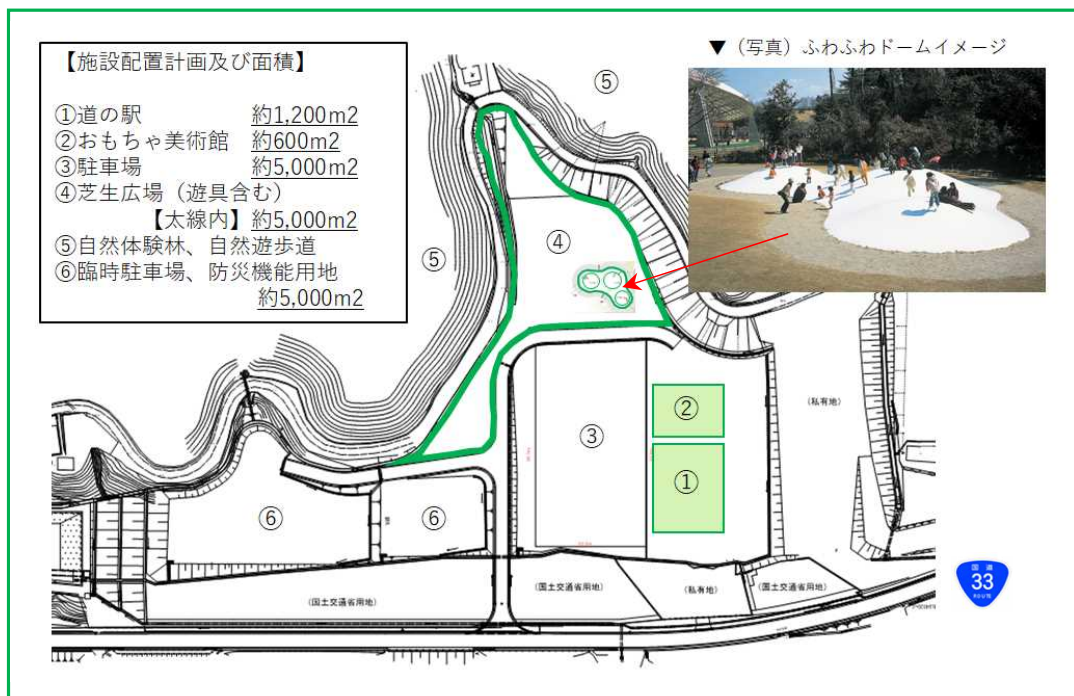 【施設配置計画及び面積】
①道の駅 約1,200m2
②おもちゃ美術館 約600m2
③駐車場 約5,000m2
④芝生広場（遊具含む）
【太線内】約5,000m2
⑤自然体験林、自然遊歩道
⑥臨時駐車場、防災機能用地
約5,000m2
▼（写真）ふわふわドームイメージ
⑤
④
⑤
（私有地）
②
③
①
⑥
⑥
（国土交通省用地）
（国土交通省用地）
（私有地）
（国土交通省用地）
国道
33
ROUTE